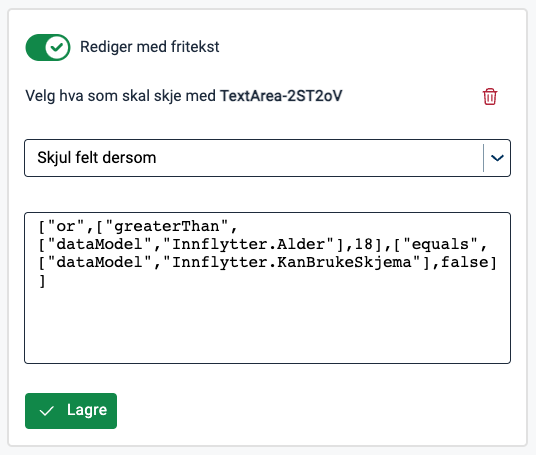 Rediger med fritekst
Velg hva som skal skje med TextArea-2ST2oV
Skjul felt dersom
["or",["greaterThan",
["dataModel","Innflytter.Alder"],18],["equals",
["dataModel","Innflytter.KanBrukeSkjema"],false]
]
Lagre